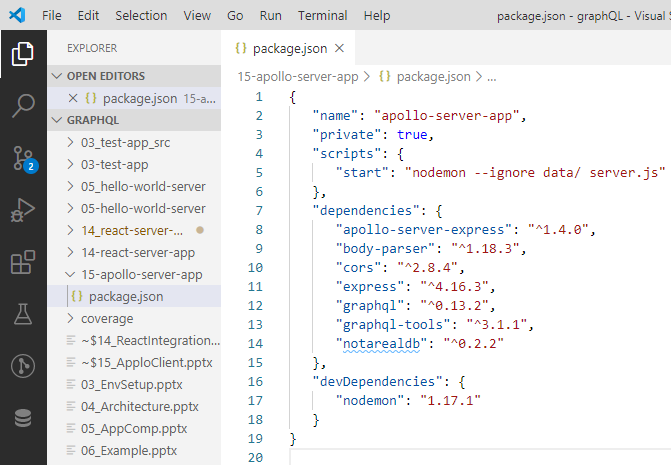 File Edit Selection View Go Run Terminal Help package.json - graphQL - Visual S
EXPLORER
OPEN EDITORS
package.json 15-a...
GRAPHQL
03_test-app_src
03-test-app
05_hello-world-server
05-hello-world-server
14_react-server-...
14-react-server-app
15-apollo-server-app
package.json
coverage
~$14_ReactIntegration...
~$15_ApploClient.pptx
03_EnvSetup.pptx
04_Architecture.pptx
05_AppComp.pptx
06_Example.pptx
2
package.json
15-apollo-server-app > package.json > ...
1 {
2 "name": "apollo-server-app",
3 "private": true,
4 "scripts": {
5 "start": "nodemon --ignore data/ server.js"
6 },
7 "dependencies": {
8 "apollo-server-express": "^1.4.0",
9 "body-parser": "^1.18.3",
10 "cors": "^2.8.4",
11 "express": "^4.16.3",
12 "graphql": "^0.13.2",
13 "graphql-tools": "^3.1.1",
14 "notarealdb": "^0.2.2"
15 },
16 "devDependencies": {
17 "nodemon": "1.17.1"
18 }
19 }
20